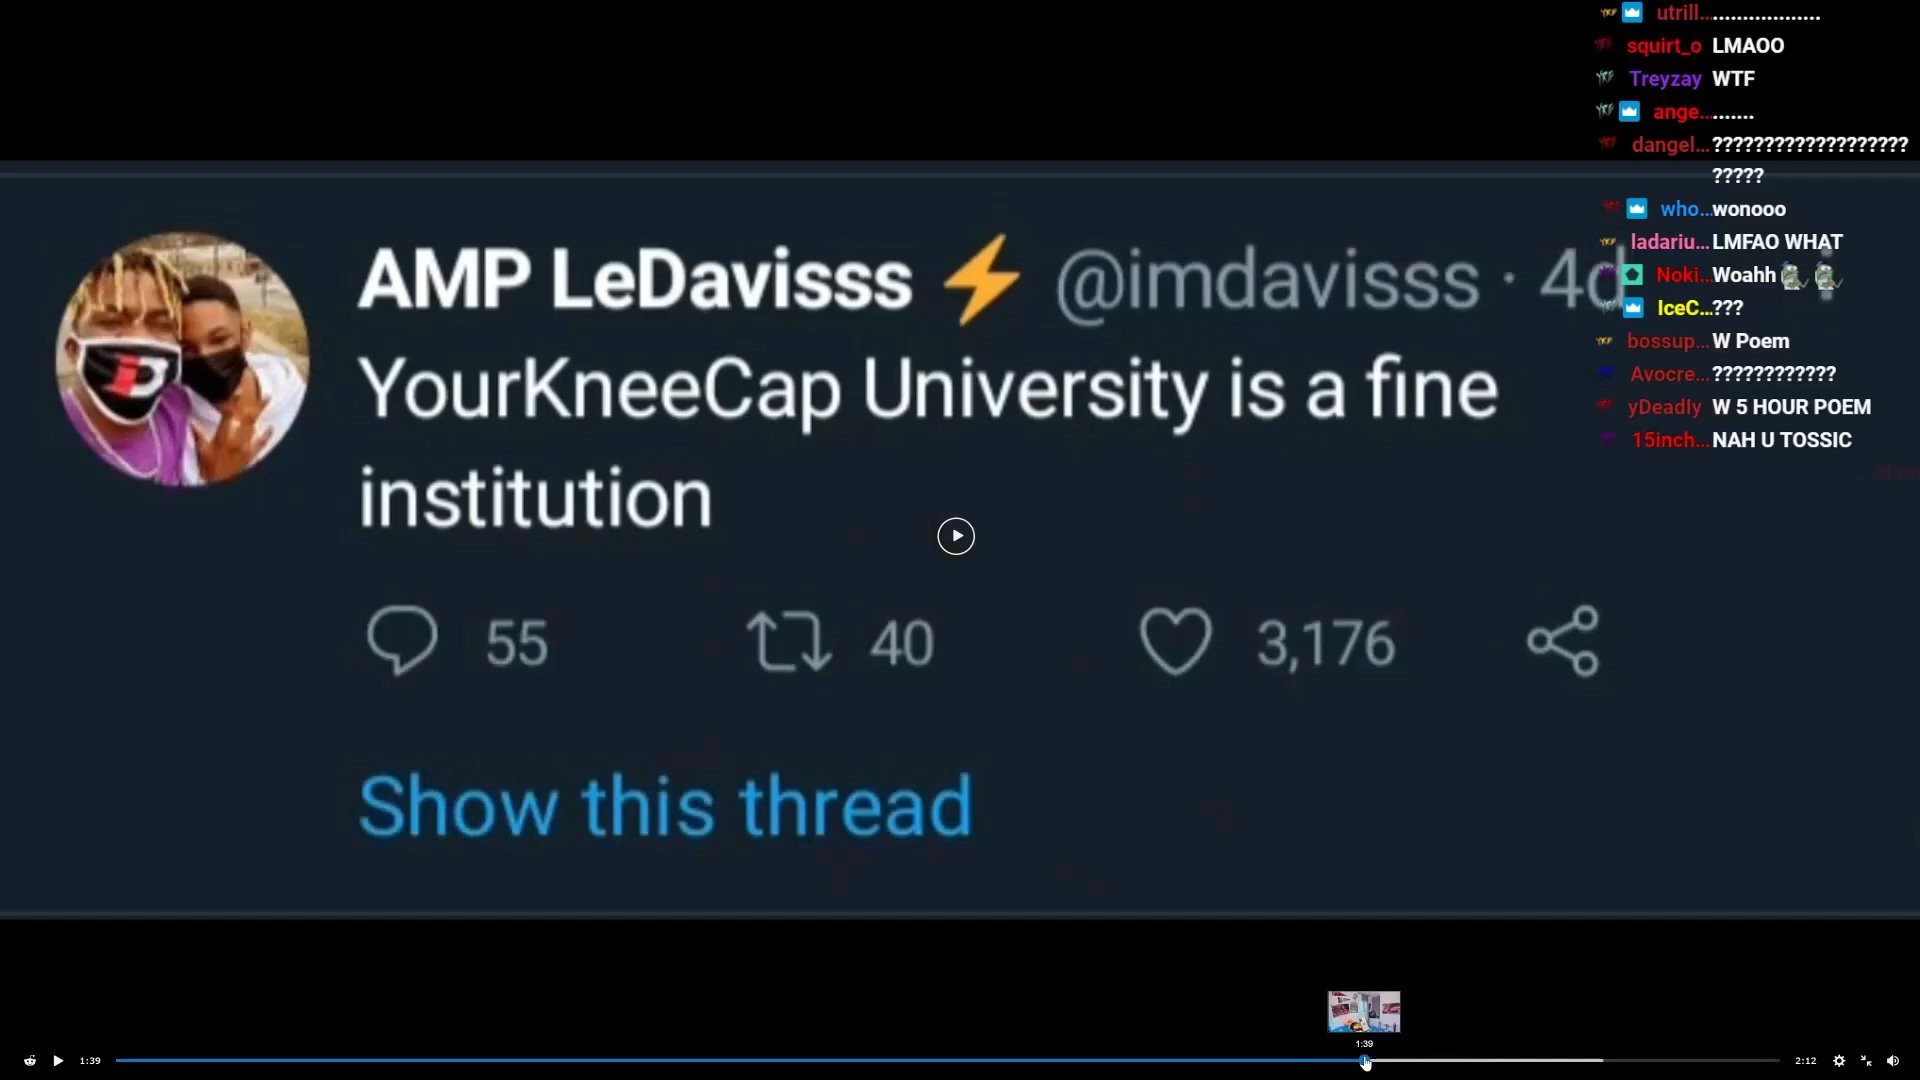 utrill... ..................
squirt_o LMAOO
Treyzay WTF
ange... .......
dangel... ???????????????????
?????
who... wonooo
ladariu... LMFAO WHAT
Noki... Woahh
IceC... ???
bossup... W Poem
Avocre... ????????????
yDeadly W 5 HOUR POEM
15inch... NAH U TOSSIC
AMP LeDavisss @imdavisss · 4d
YourKneeCap University is a fine
institution
55 40 3,176
Show this thread
1:39
1:39 2:12